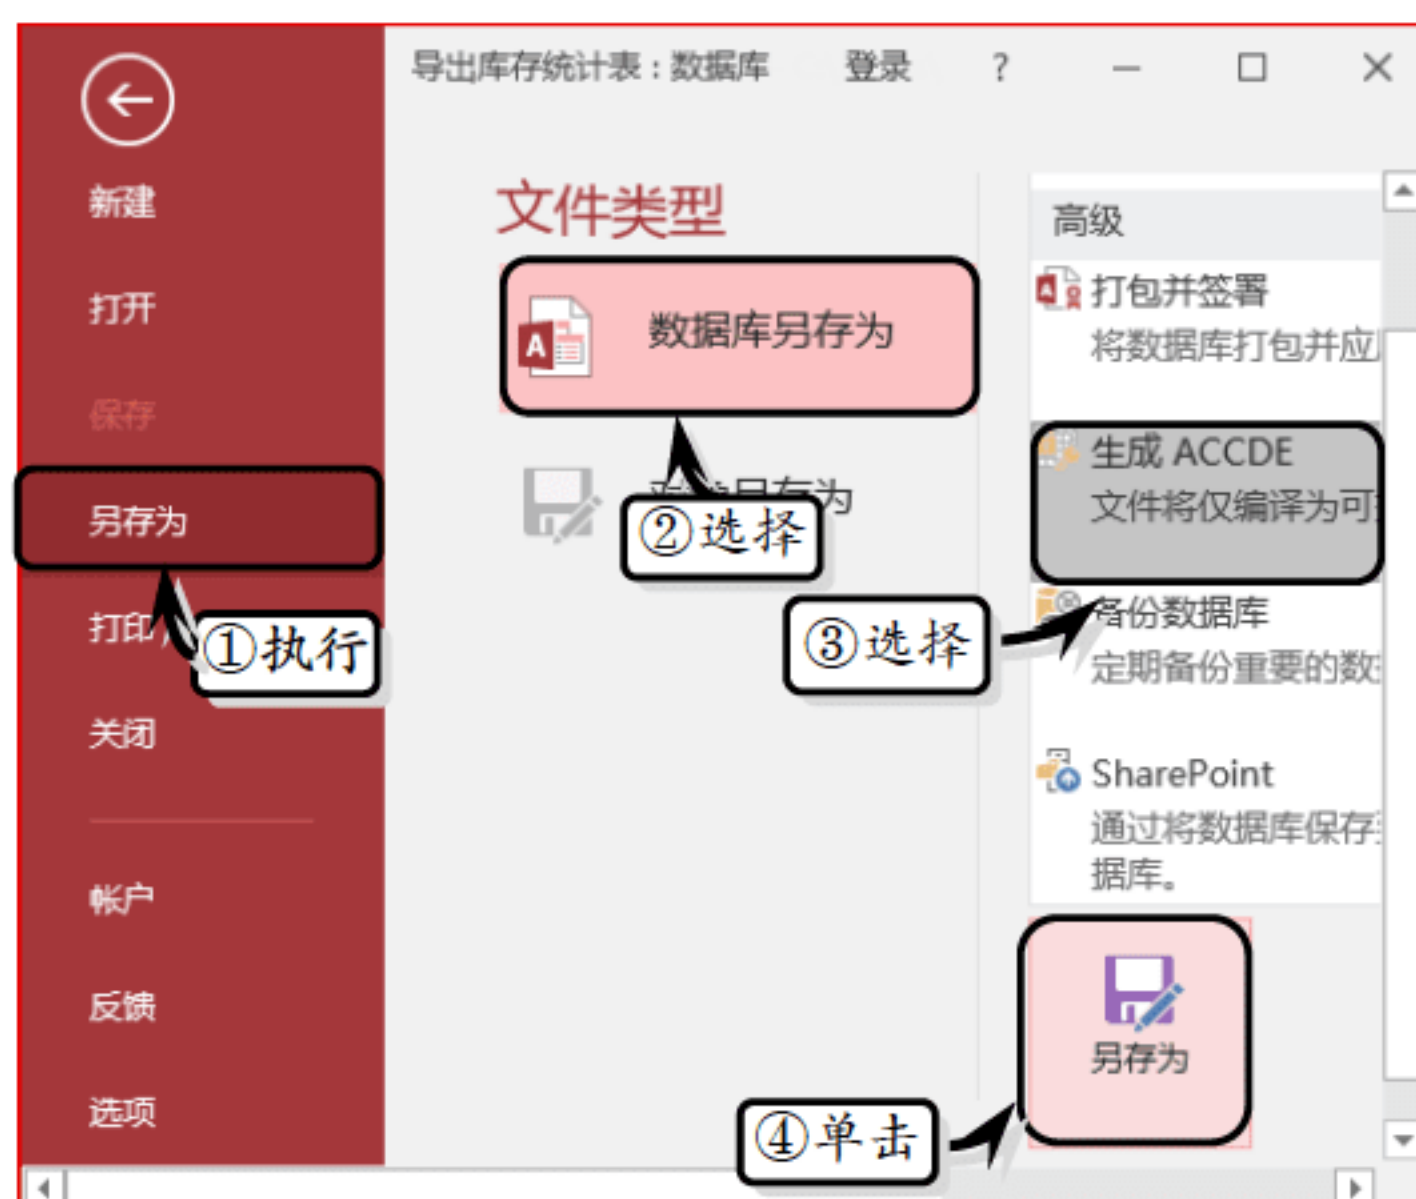 导出库存统计表：数据库 登录 ?
新建
打开
保存
另存为
打印
关闭
帐户
反馈
选项
①执行
文件类型
数据库另存为
另存为
②选择
高级
打包并签署
将数据库打包并应
生成 ACCDE
文件将仅编译为可
③选择
备份数据库
定期备份重要的数
SharePoint
通过将数据库保存
据库。
另存为
④单击